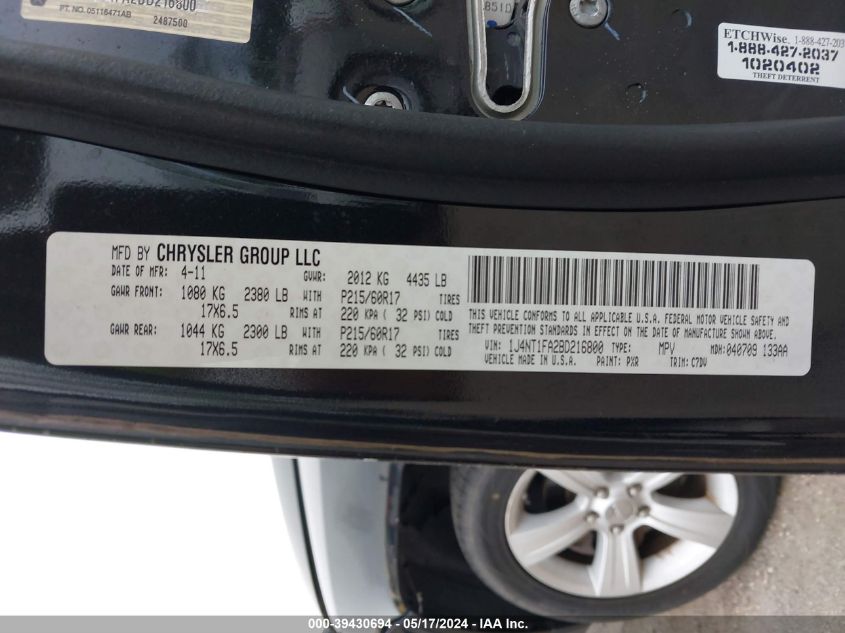 A2BD216800
PT. NO. 05116471AB
2487500
851D
ETCHWise. 1-888-427-203
1-888-427-2037
1020402
THEFT DETERRENT
MFD BY CHRYSLER GROUP LLC
DATE OF MFR: 4-11 GVWR: 2012 KG 4435 LB
GAWR FRONT: 1080 KG 2380 LB WITH P215/60R17 TIRES
17X6.5 RIMS AT 220 KPA ( 32 PSI) COLD
GAWR REAR: 1044 KG 2300 LB WITH P215/60R17 TIRES
17X6.5 RIMS AT 220 KPA ( 32 PSI) COLD
THIS VEHICLE CONFORMS TO ALL APPLICABLE U.S.A. FEDERAL MOTOR VEHICLE SAFETY AND
THEFT PREVENTION STANDARDS IN EFFECT ON THE DATE OF MANUFACTURE SHOWN ABOVE.
VIN: 1J4NT1FA2BD216800 TYPE: MPV MDH:040709 133AA
VEHICLE MADE IN U.S.A. PAINT: PXR TRIM: C7DV
000-39430694 - 05/17/2024 - IAAI.COM